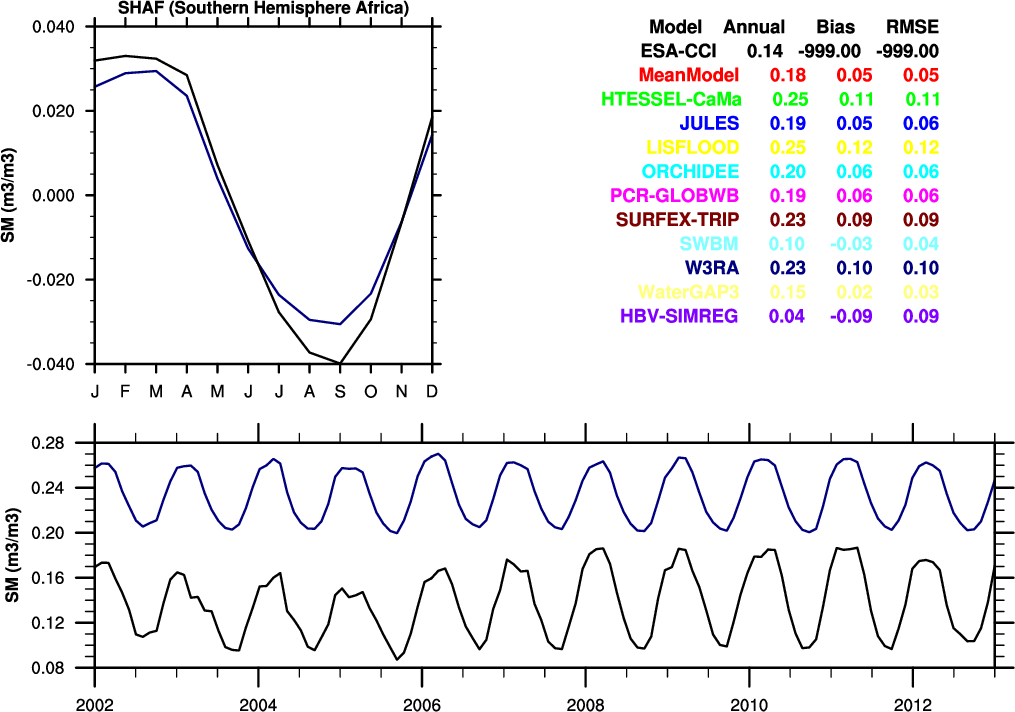 SHAF (Southern Hemisphere Africa)
0.040
0.020
0.000
-0.020
-0.040
SM (m3/m3)
J F M A M J J A S O N D
Model Annual Bias RMSE
ESA-CCI 0.14 -999.00 -999.00
MeanModel 0.18 0.05 0.05
HTESSEL-CaMa 0.25 0.11 0.11
JULES 0.19 0.05 0.06
LISFLOOD 0.25 0.12 0.12
ORCHIDEE 0.20 0.06 0.06
PCR-GLOBWB 0.19 0.06 0.06
SURFEX-TRIP 0.23 0.09 0.09
SWBM 0.10 -0.03 0.04
W3RA 0.23 0.10 0.10
WaterGAP3 0.15 0.02 0.03
HBV-SIMREG 0.04 -0.09 0.09
0.28
0.24
0.20
0.16
0.12
0.08
SM (m3/m3)
2002 2004 2006 2008 2010 2012